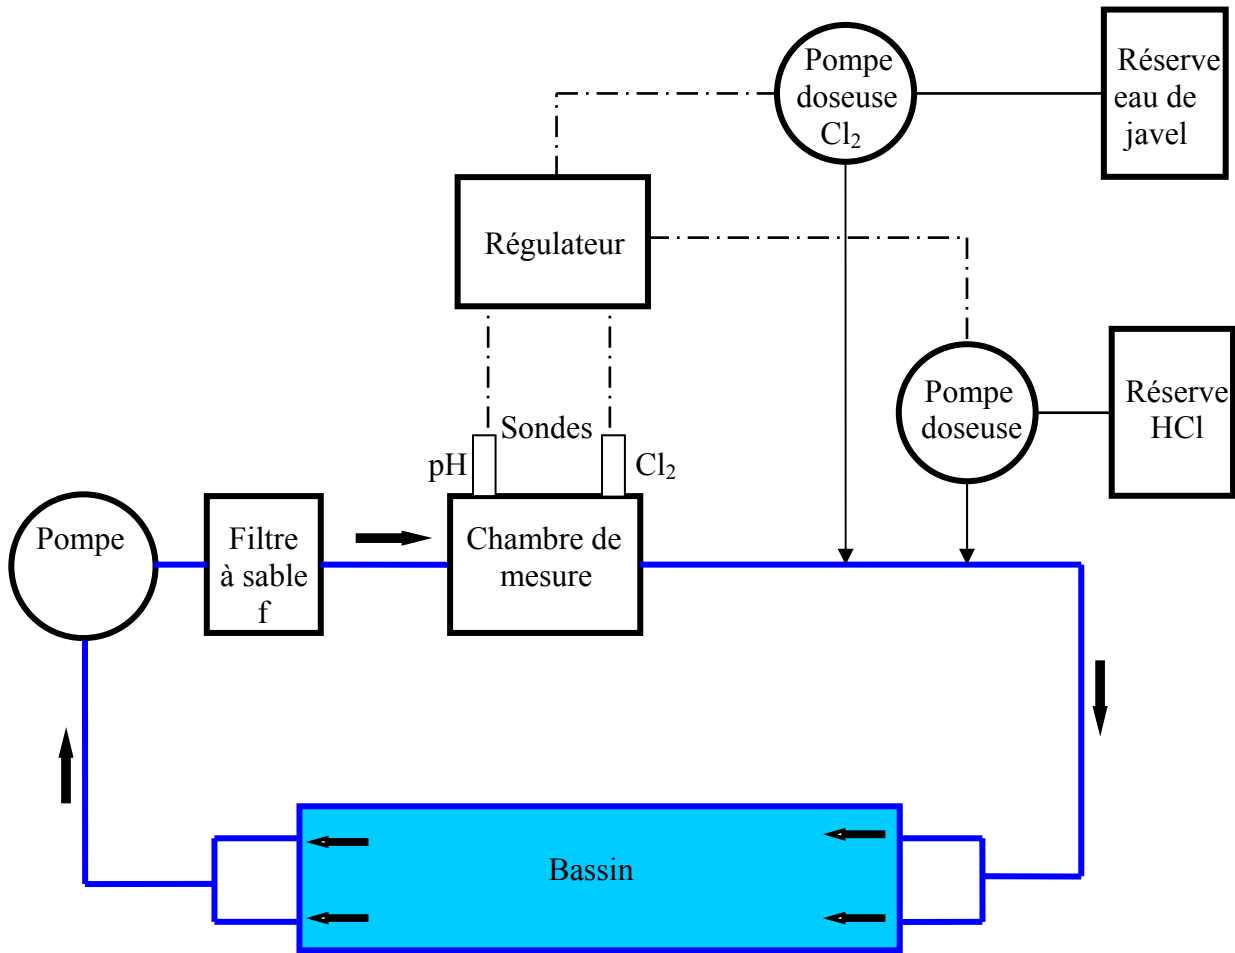 Pompe
doseuse
Cl₂
Réserve
eau de
javel
Régulateur
Pompe
doseuse
Réserve
HCl
Sondes
pH
Cl₂
Pompe
Filtre
à sable
f
Chambre de
mesure
Bassin